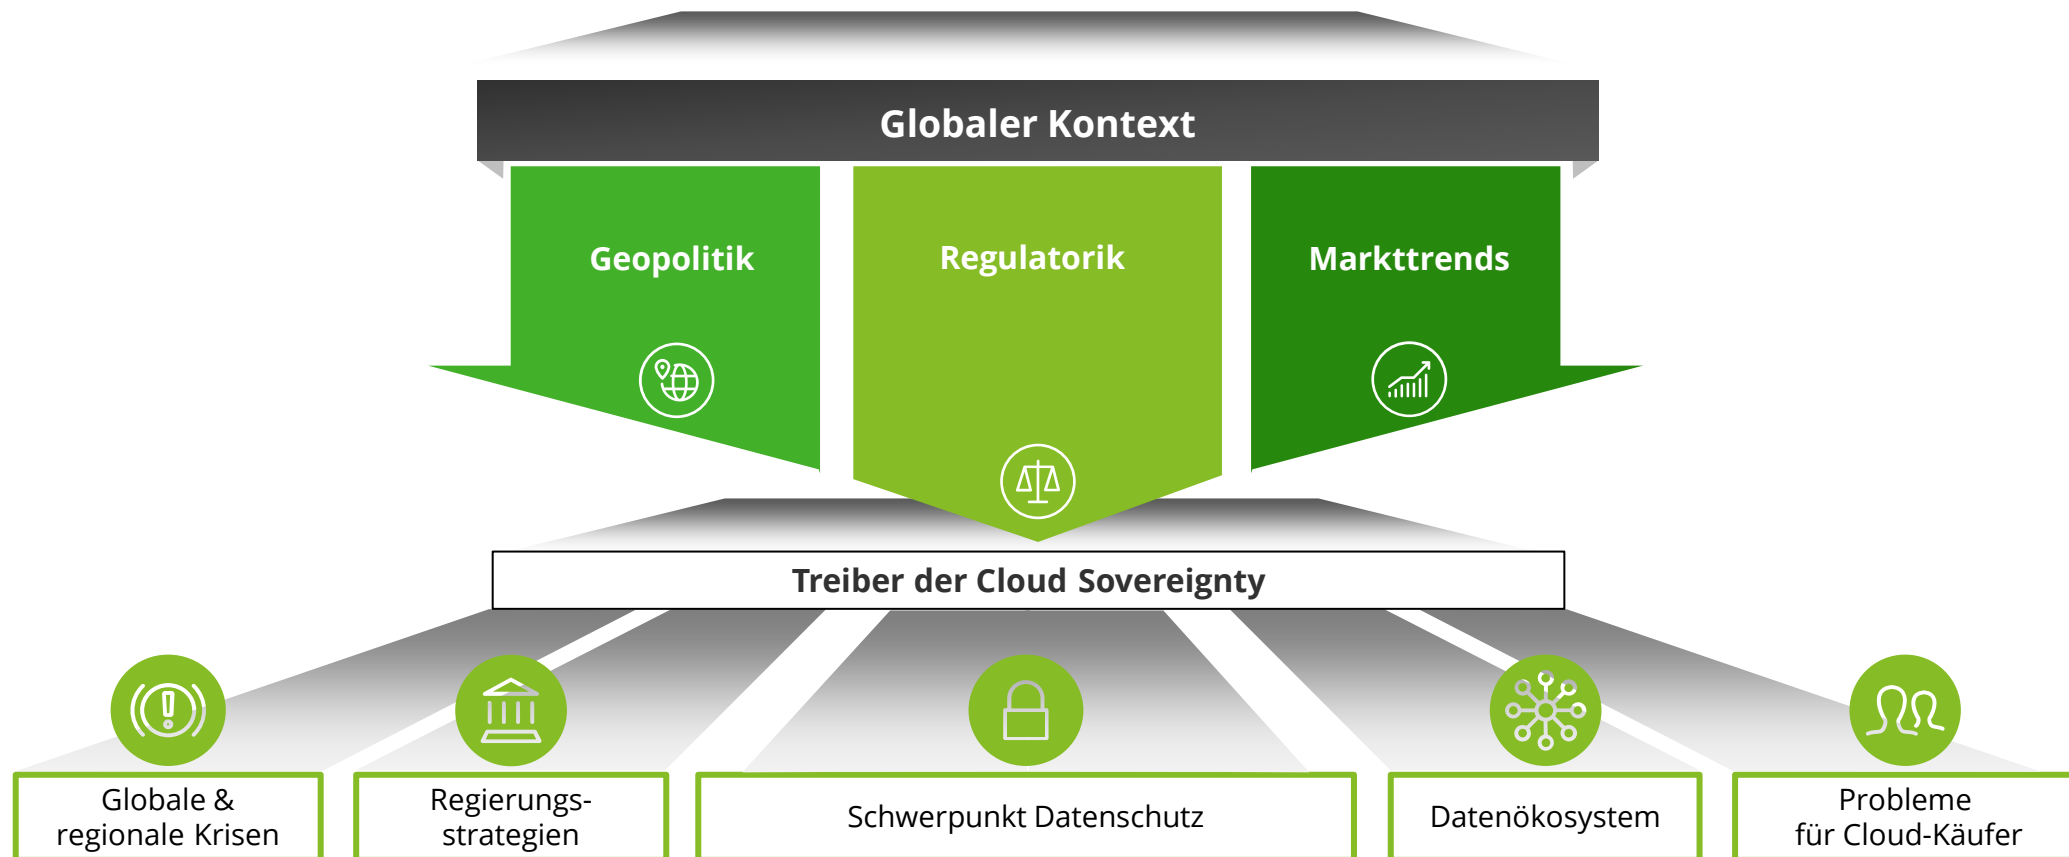 Globaler Kontext
Geopolitik
Regulatorik
Markttrends
Treiber der Cloud Sovereignty
Globale &
regionale Krisen
Regierungs-
strategien
Schwerpunkt Datenschutz
Datenökosystem
Probleme
für Cloud-Käufer